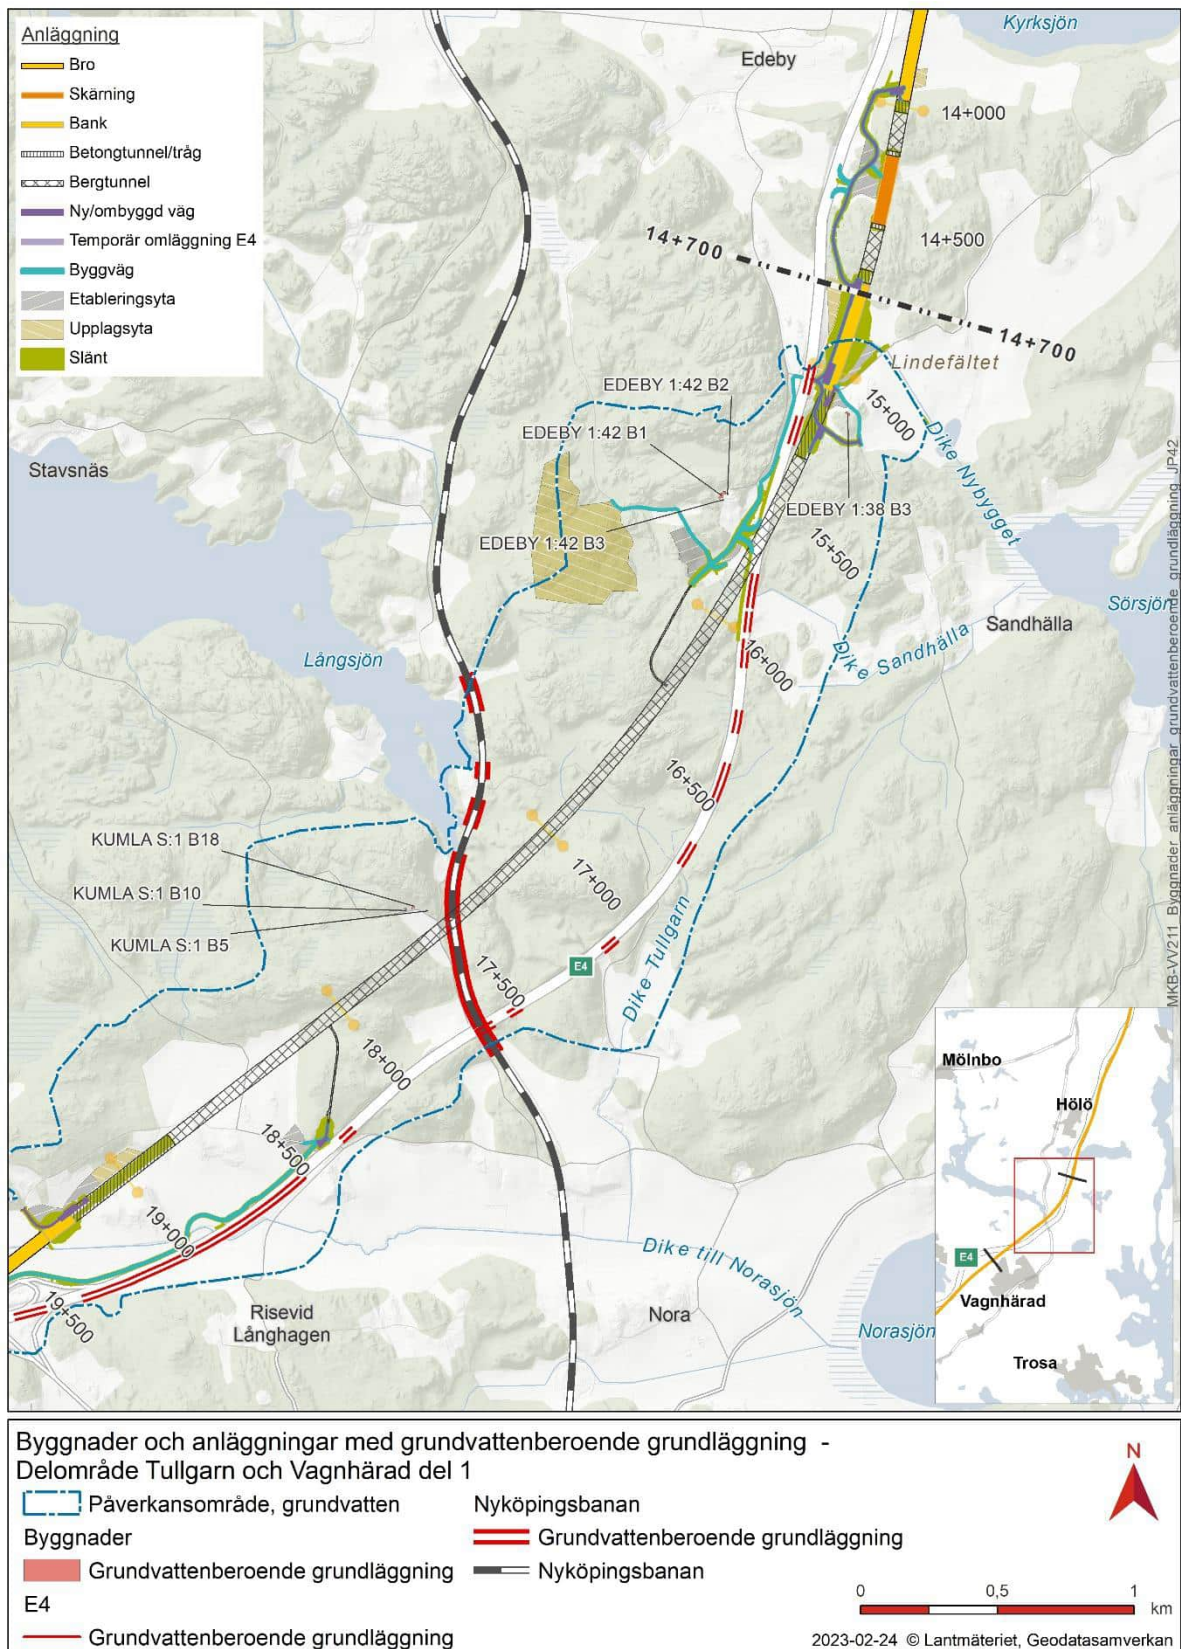 Anläggning
Bro
Skärning
Bank
Betongtunnel/tråg
Bergtunnel
Ny/ombyggd väg
Temporär omläggning E4
Byggväg
Etableringsyta
Upplagsyta
Slänt
Kyrksjön
Edeby
14+000
14+500
14+700
14+700
Lindefältet
EDEBY 1:42 B2
EDEBY 1:42 B1
15+000
Dike Nybygget
Stavsnäs
EDEBY 1:38 B3
EDEBY 1:42 B3
15+500
Sörsjön
Sandhälla
Dike Sandhälla
Långsjön
16+000
16+500
KUMLA S:1 B18
KUMLA S:1 B10
KUMLA S:1 B5
17+000
Dike Tullgarn
E4
17+500
18+000
18+500
19+000
19+500
Dike till Norasjön
Risevid
Långhagen
Nora
Norasjön
Mölnbo
Hölö
E4
Vagnhärad
Trosa
MKB-VV211 Byggnader anläggningar grundvattenberoende grundläggning JP42
Byggnader och anläggningar med grundvattenberoende grundläggning -
Delområde Tullgarn och Vagnhärad del 1
Påverkansområde, grundvatten
Byggnader
Grundvattenberoende grundläggning
E4
Grundvattenberoende grundläggning
Nyköpingsbanan
Grundvattenberoende grundläggning
Nyköpingsbanan
N
0 0,5 1
km
2023-02-24 © Lantmäteriet, Geodatasamverkan